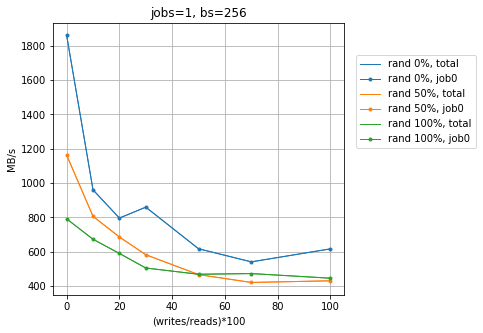 jobs=1, bs=256
1800
1600
1400
1200
1000
800
600
400
MB/s
0
20
40
60
80
100
(writes/reads)*100
rand 0%, total
rand 0%, job0
rand 50%, total
rand 50%, job0
rand 100%, total
rand 100%, job0